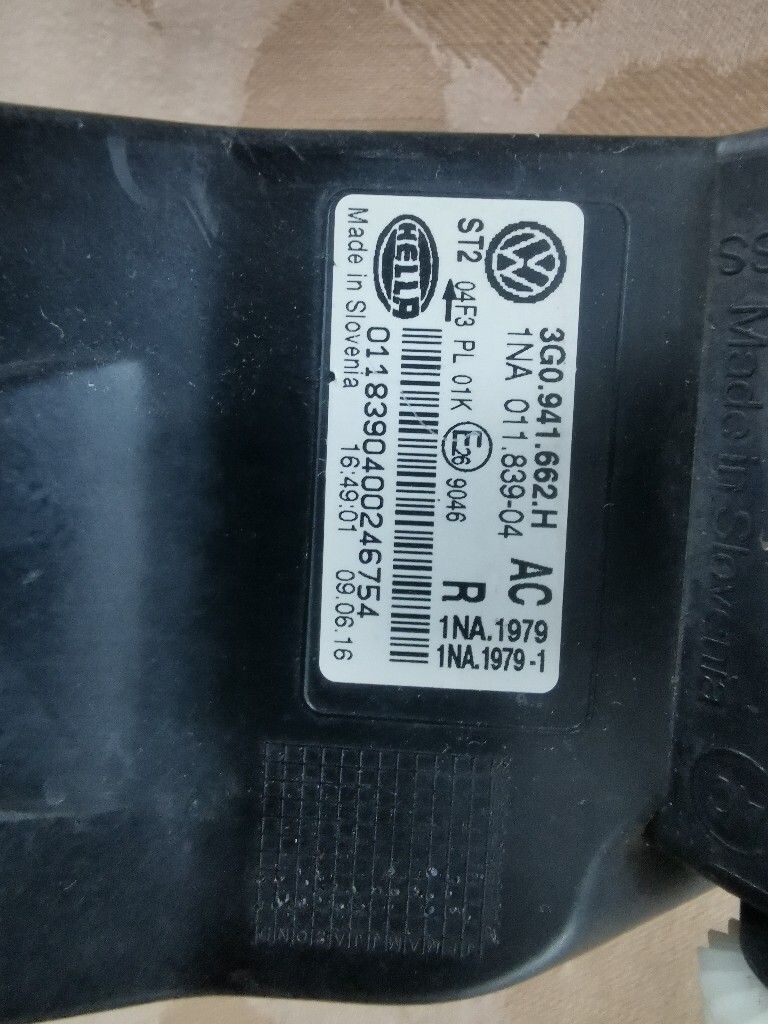 3G0.941.662.H AC
1NA 011.839-04
1NA.1979
1NA.1979-1
R
ST2 04F3 PL 01K E26 9046
HELLA
0118390400246754
Made in Slovenia 16:49:01 09.06.16
Made in Slovenia